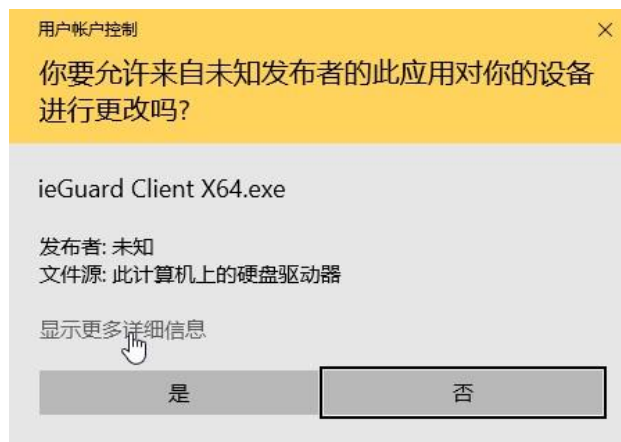 用户帐户控制
你要允许来自未知发布者的此应用对你的设备
进行更改吗?
ieGuard Client X64.exe
发布者: 未知
文件源: 此计算机上的硬盘驱动器
显示更多详细信息
是
否